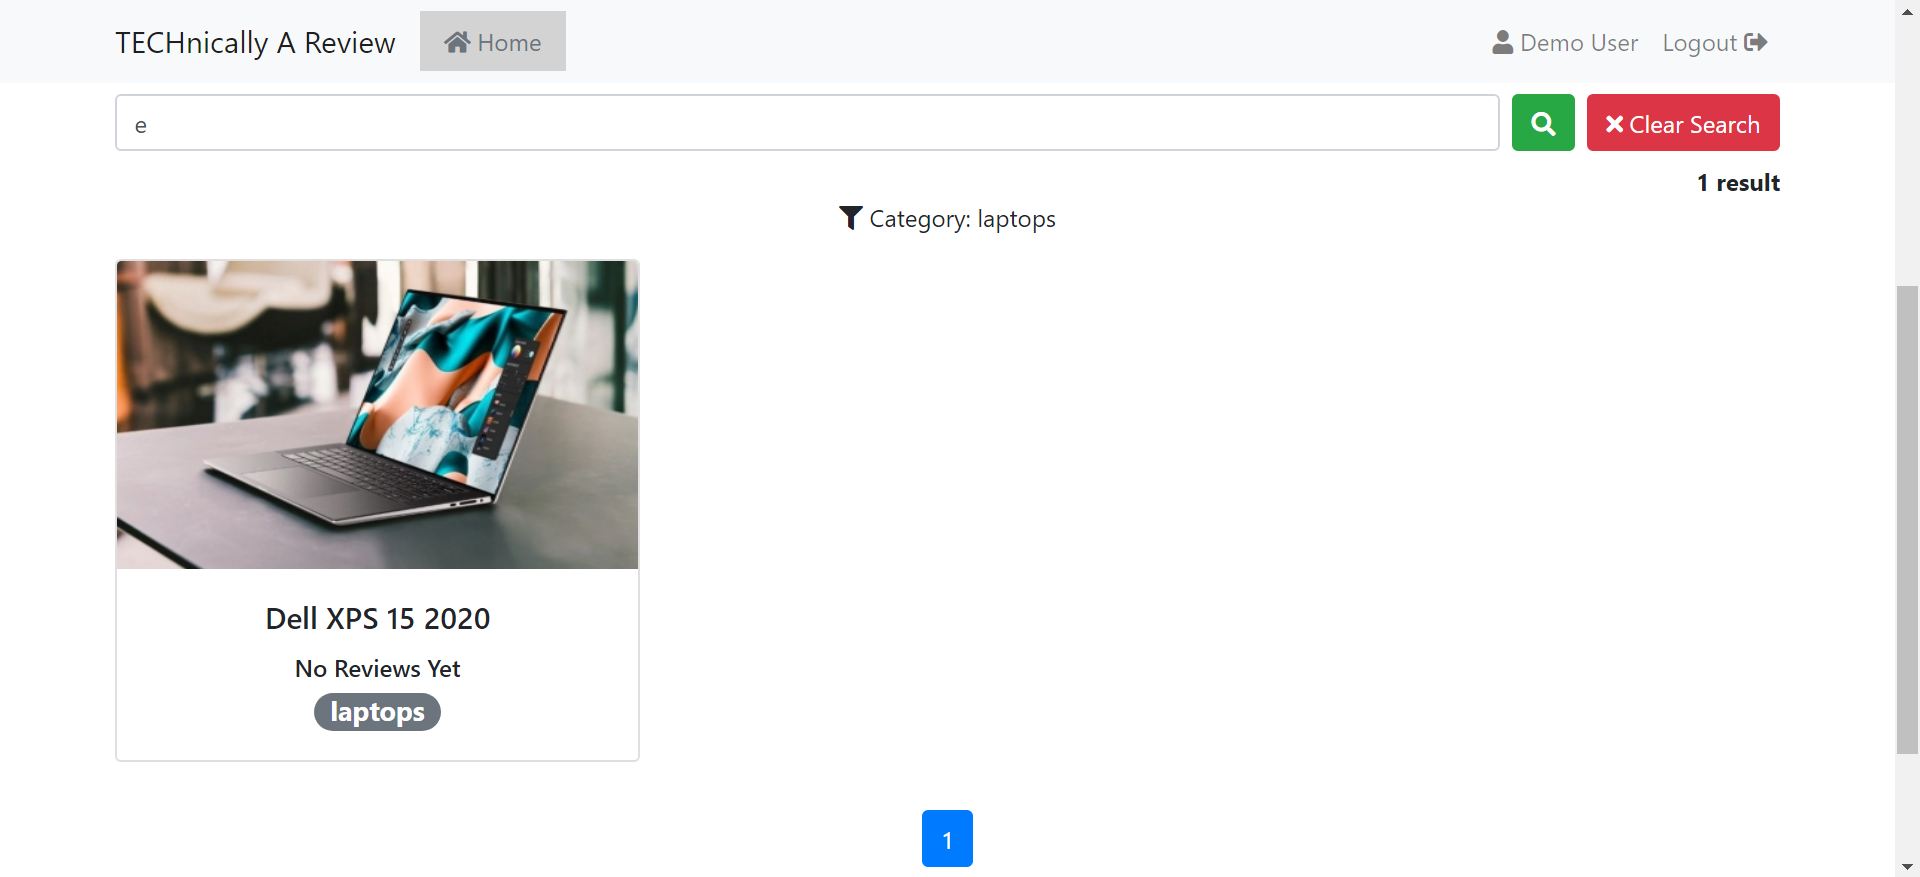 TECHnically A Review Home Demo User Logout
e Clear Search
1 result
Category: laptops
Dell XPS 15 2020
No Reviews Yet
laptops
1